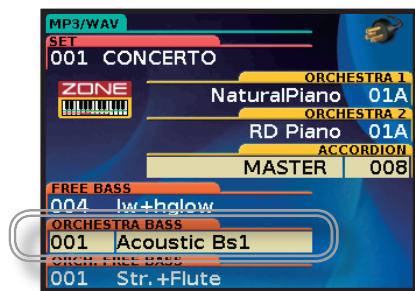 MP3/WAV
SET
001 CONCERTO
ZONE
ORCHESTRA 1
NaturalPiano 01A
ORCHESTRA 2
RD Piano 01A
ACCORDION
MASTER 008
FREE BASS
004 lw+hglow
ORCHESTRA BASS
001 Acoustic Bs1
ORCH. FREE BASS
001 Str.+Flute